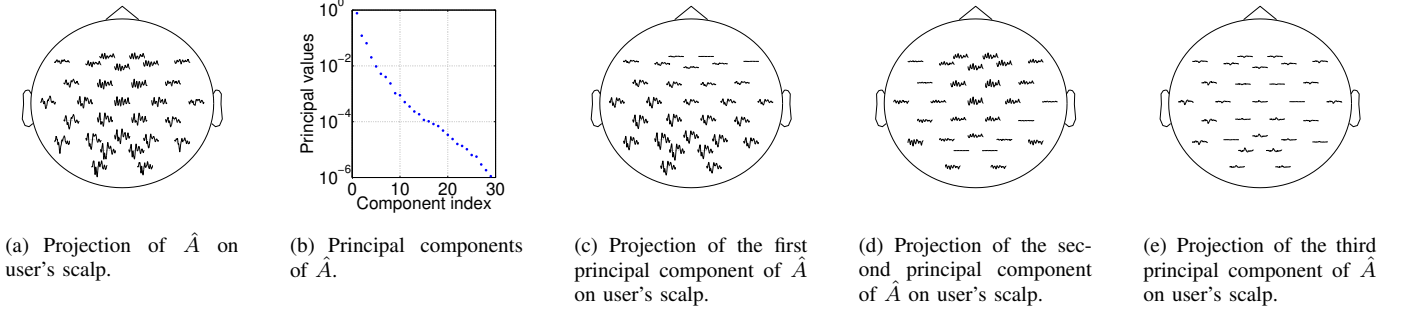 10^0
10^{-2}
10^{-4}
10^{-6}
Principal values
0 10 20 30
Component index
(a) Projection of Â on
user's scalp.
(b) Principal components
of Â.
(c) Projection of the first
principal component of Â
on user's scalp.
(d) Projection of the sec-
ond principal component
of Â on user's scalp.
(e) Projection of the third
principal component of Â
on user's scalp.